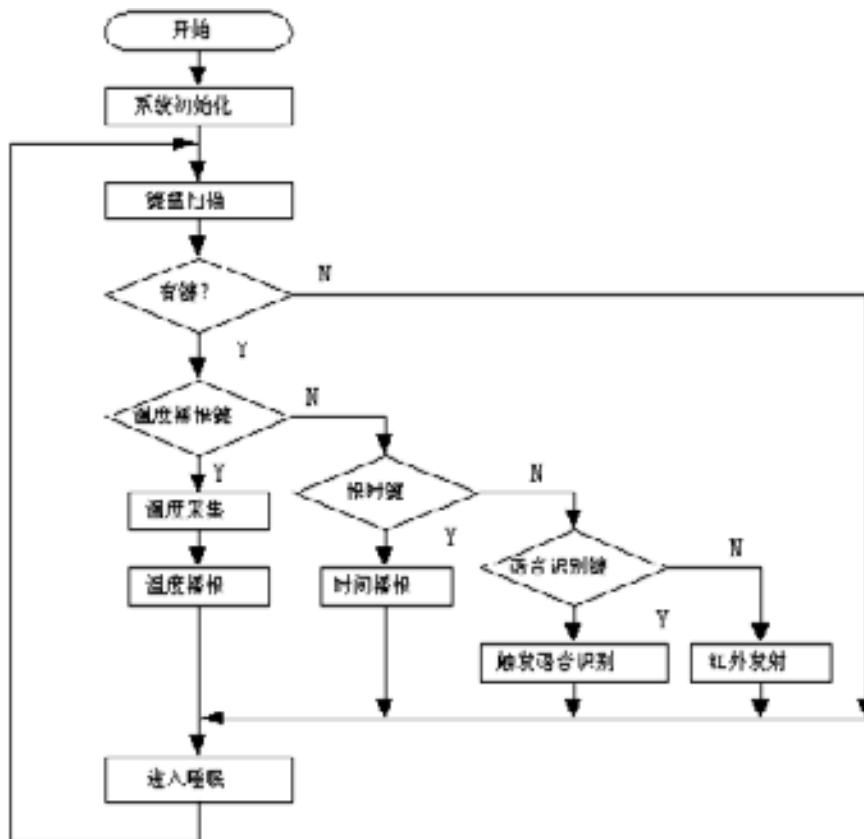 开始
系统初始化
键盘扫描
有键?
N
Y
温度播报键
N
Y
报时键
N
温度采集
Y
语音识别键
N
温度播报
时间播报
Y
触发语音识别
红外发射
进入睡眠